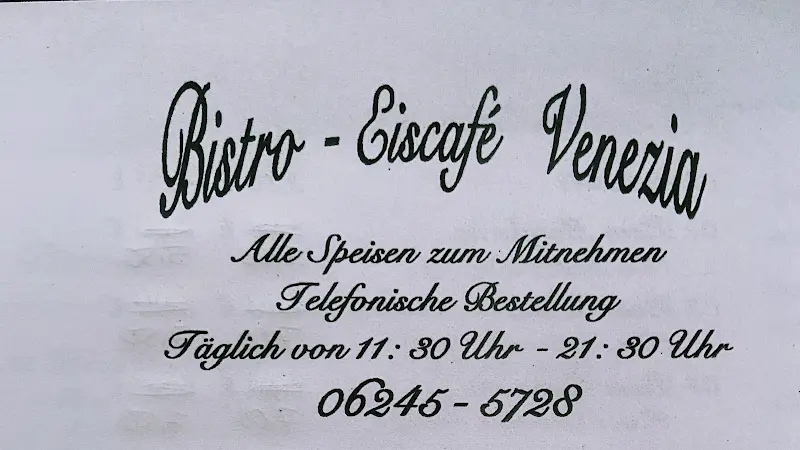 Bistro - Eiscafé Venezia
Alle Speisen zum Mitnehmen
Telefonische Bestellung
Täglich von 11: 30 Uhr - 21: 30 Uhr
06245 - 5728